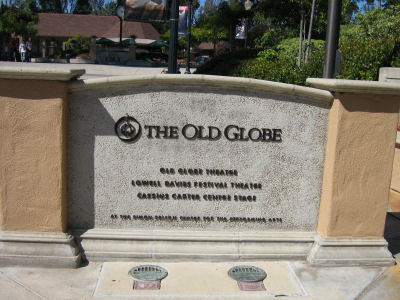 THE OLD GLOBE
OLD GLOBE THEATRE
LOWELL DAVIES FESTIVAL THEATER
CASSIUS CARTER CENTRE STAGE
AT THE SIMON EDISON CENTRE FOR THE PERFORMING ARTS